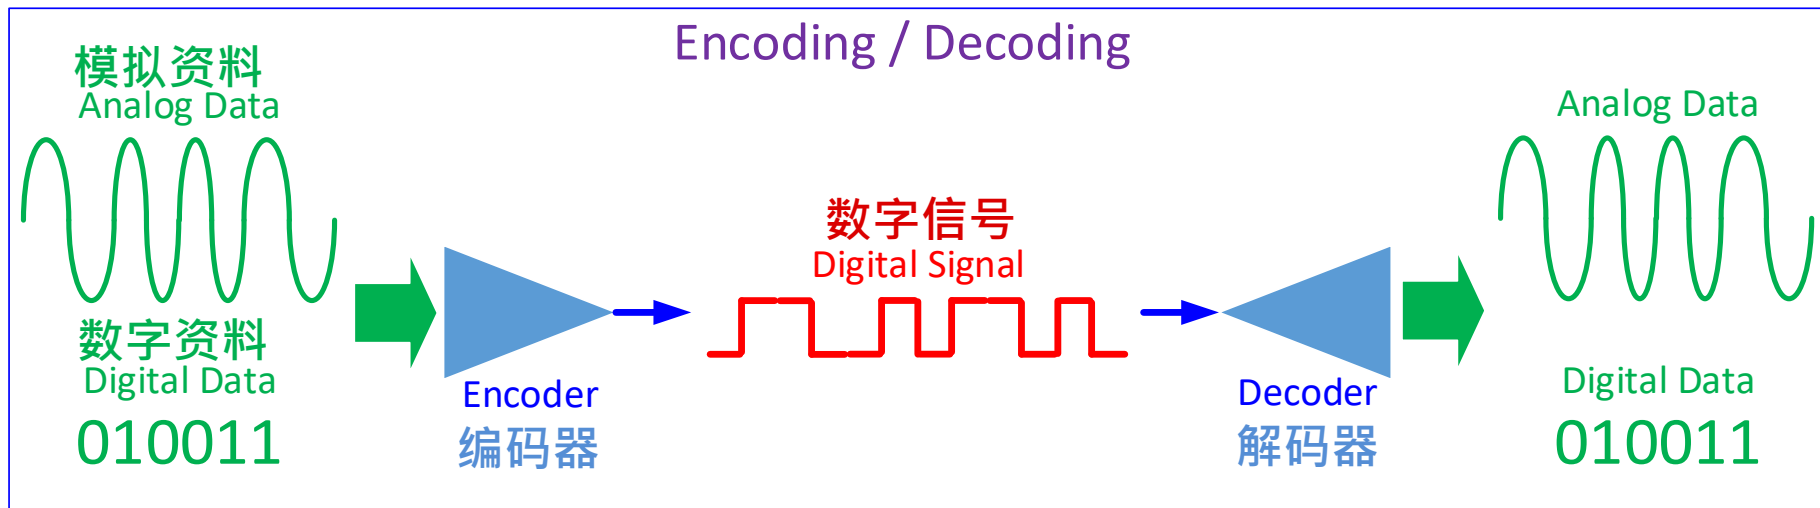 Encoding / Decoding
模拟资料
Analog Data
数字资料
Digital Data
010011
Encoder
编码器
数字信号
Digital Signal
Decoder
解码器
Analog Data
Digital Data
010011